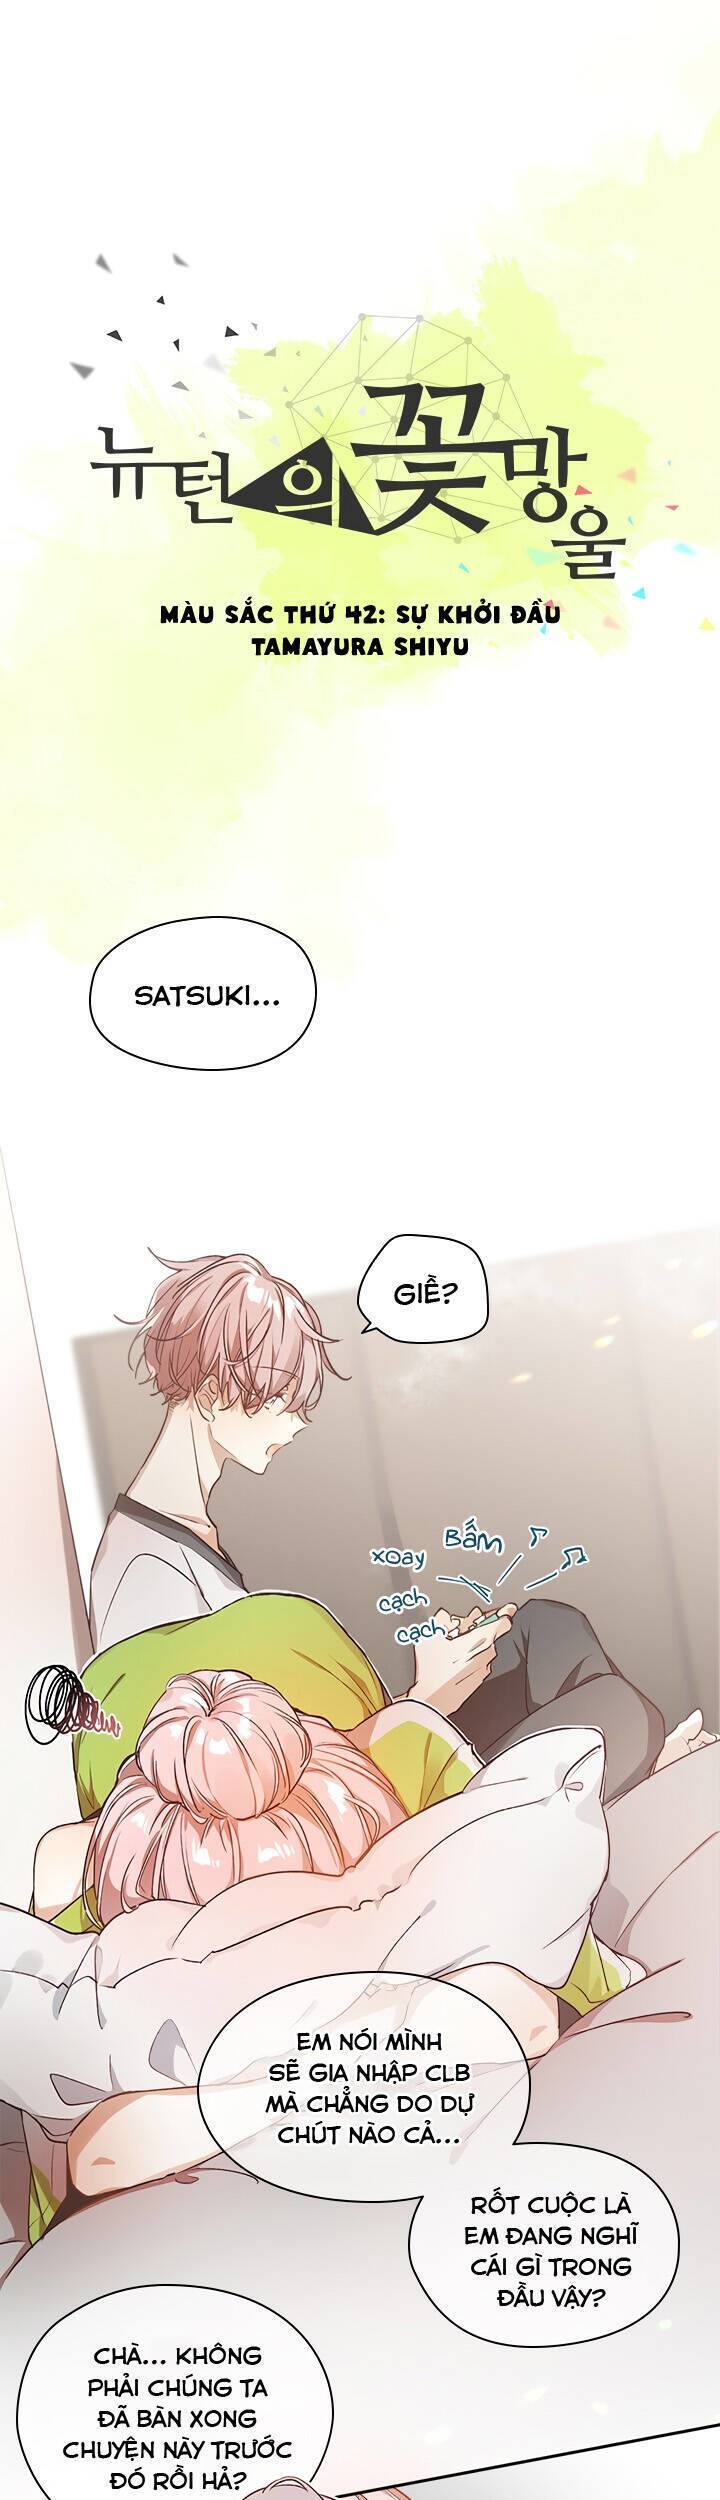 뉴턴의꽃망울
MÀU SẮC THỨ 42: SỰ KHỞI ĐẦU
TAMAYURA SHIYU
SATSUKI...
GIỀ?
Bấm
xoay
cạch
cạch
EM NÓI MÌNH
SẼ GIA NHẬP CLB
MÀ CHẲNG DO DỰ
CHÚT NÀO CẢ...
RỐT CUỘC LÀ
EM ĐANG NGHĨ
CÁI GÌ TRONG
ĐẦU VẬY?
CHÀ... KHÔNG
PHẢI CHÚNG TA
ĐÃ BÀN XONG
CHUYỆN NÀY TRƯỚC
ĐÓ RỒI HẢ?